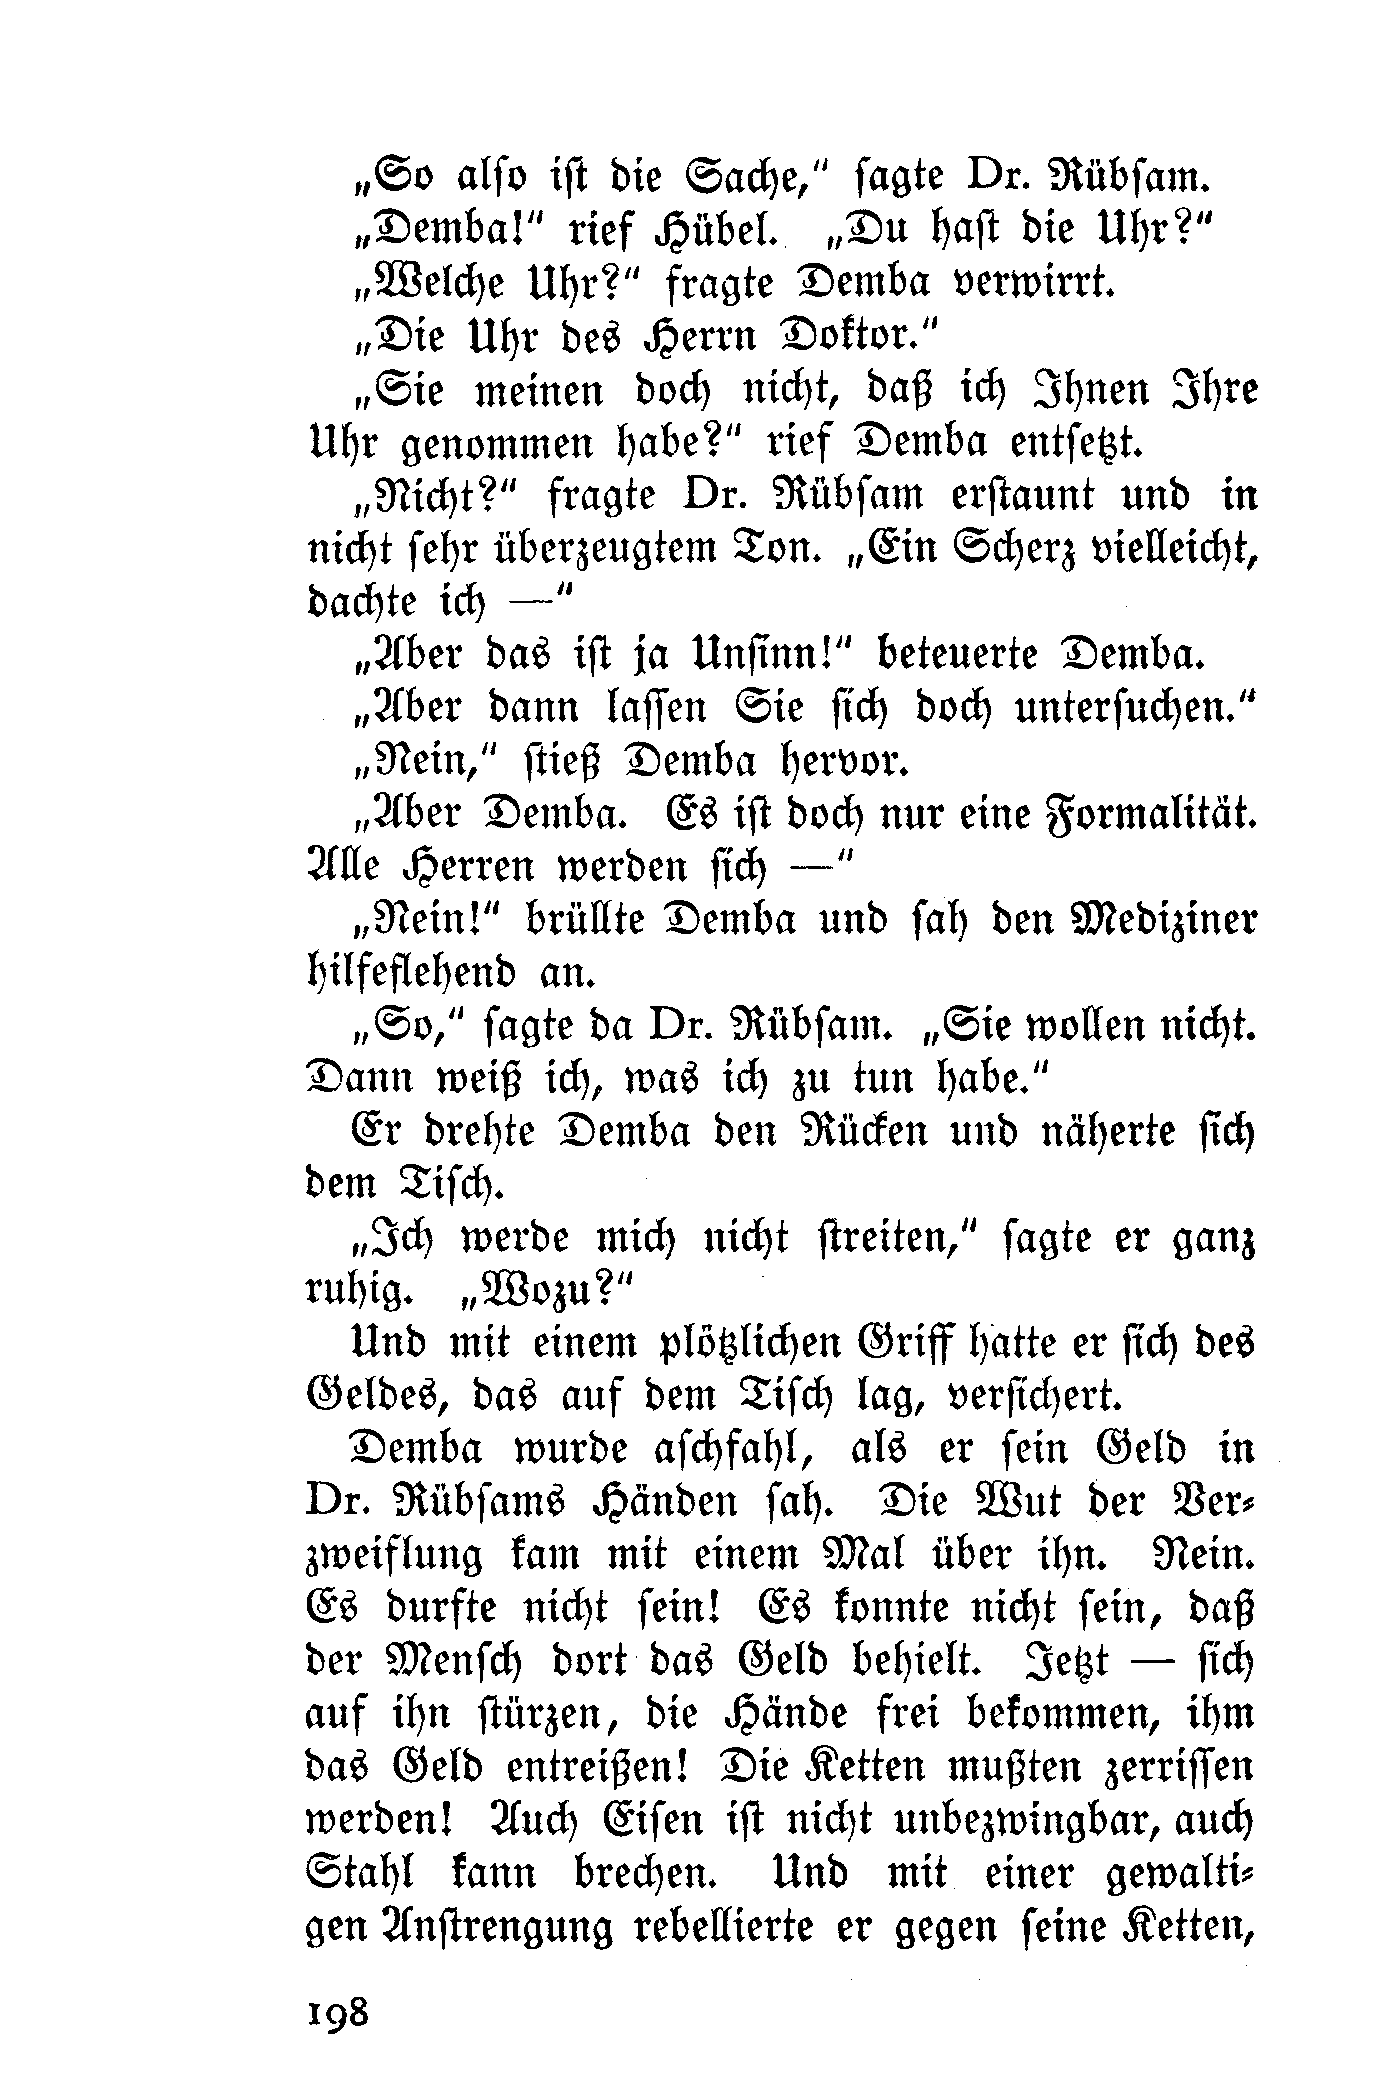 „So also ist die Sache,“ sagte Dr. Rübsam.
„Demba!“ rief Hübel. „Du hast die Uhr?“
„Welche Uhr?“ fragte Demba verwirrt.
„Die Uhr des Herrn Doktor.“
„Sie meinen doch nicht, daß ich Ihnen Ihre
Uhr genommen habe?“ rief Demba entsetzt.
„Nicht?“ fragte Dr. Rübsam erstaunt und in
nicht sehr überzeugtem Ton. „Ein Scherz vielleicht,
dachte ich —“
„Aber das ist ja Unsinn!“ beteuerte Demba.
„Aber dann lassen Sie sich doch untersuchen.“
„Nein,“ stieß Demba hervor.
„Aber Demba. Es ist doch nur eine Formalität.
Alle Herren werden sich —“
„Nein!“ brüllte Demba und sah den Mediziner
hilfeflehend an.
„So,“ sagte da Dr. Rübsam. „Sie wollen nicht.
Dann weiß ich, was ich zu tun habe.“
Er drehte Demba den Rücken und näherte sich
dem Tisch.
„Ich werde mich nicht streiten,“ sagte er ganz
ruhig. „Wozu?“
Und mit einem plötzlichen Griff hatte er sich des
Geldes, das auf dem Tisch lag, versichert.
Demba wurde aschfahl, als er sein Geld in
Dr. Rübsams Händen sah. Die Wut der Ver-
zweiflung kam mit einem Mal über ihn. Nein.
Es durfte nicht sein! Es konnte nicht sein, daß
der Mensch dort das Geld behielt. Jetzt — sich
auf ihn stürzen, die Hände frei bekommen, ihm
das Geld entreißen! Die Ketten mußten zerrissen
werden! Auch Eisen ist nicht unbezwingbar, auch
Stahl kann brechen. Und mit einer gewalti-
gen Anstrengung rebellierte er gegen seine Ketten,
198